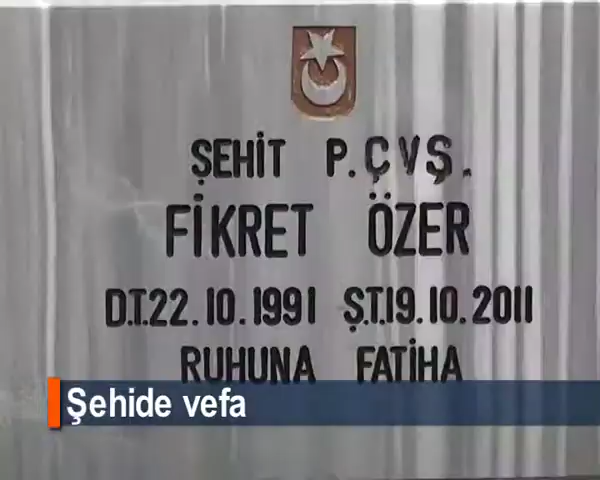 ŞEHİT P.ÇVŞ.
FİKRET ÖZER
D.T.22.10.1991 Ş.T.19.10.2011
RUHUNA FATİHA
Şehide vefa